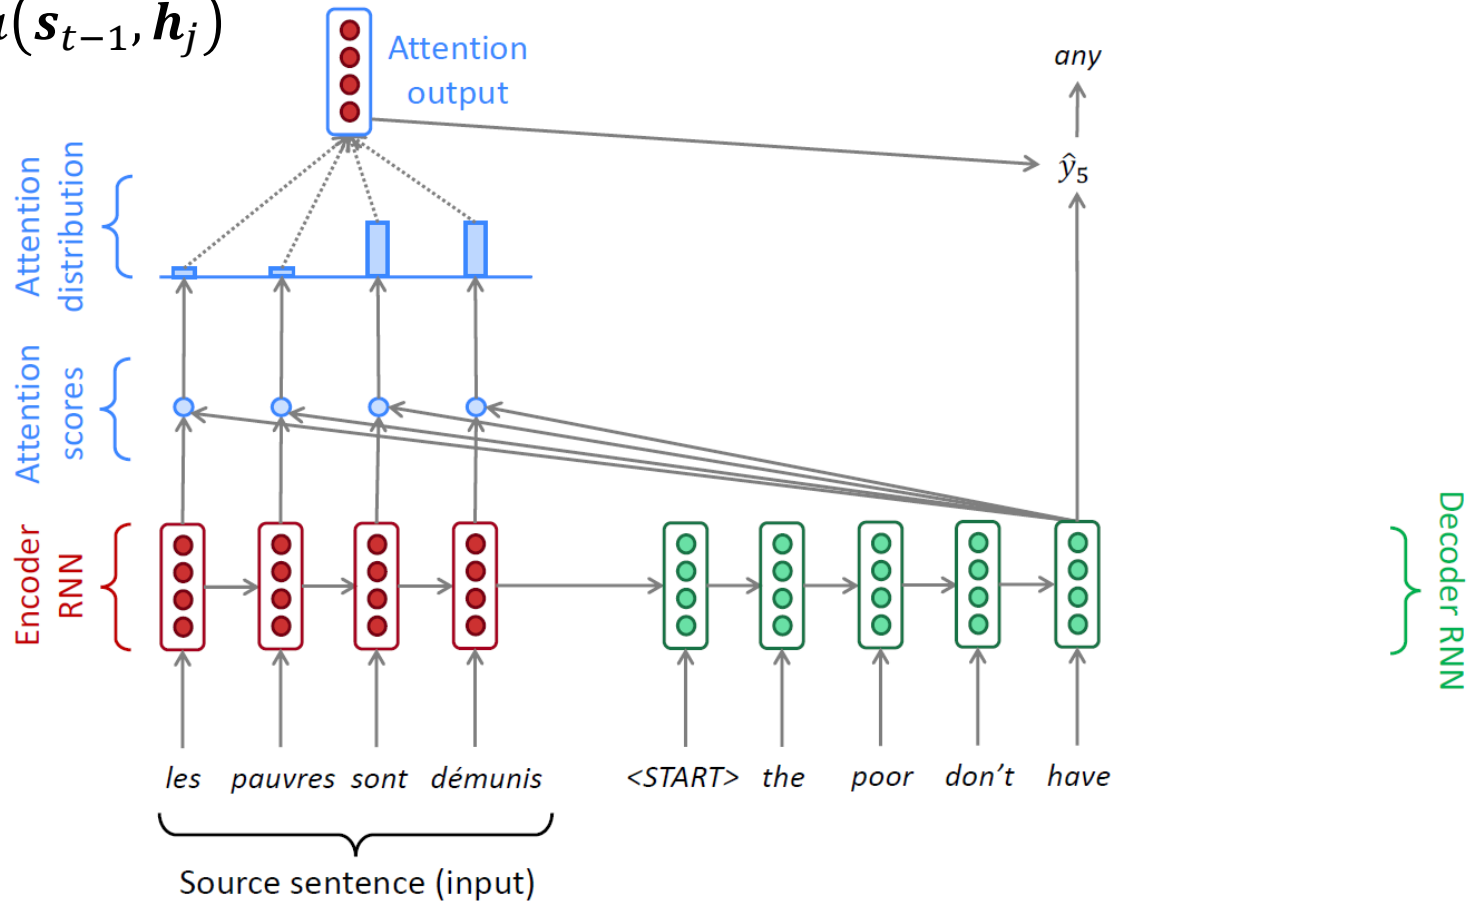 (s_{t−1}, h_j)
Attention
output
any
ŷ₅
Attention
distribution
Attention
scores
Encoder
RNN
Decoder RNN
les pauvres sont démunis <START> the poor don't have
Source sentence (input)